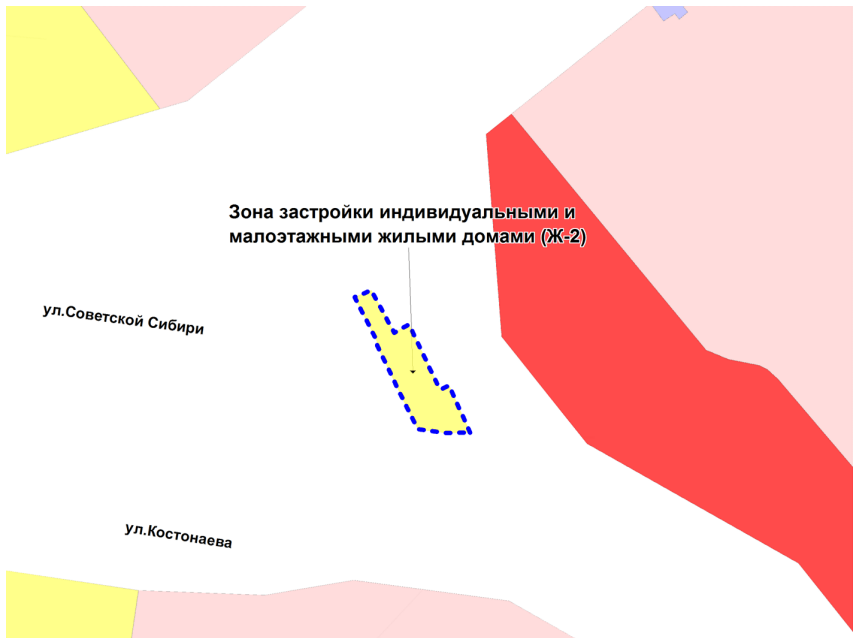 Зона застройки индивидуальными и
малоэтажными жилыми домами (Ж-2)
ул.Советской Сибири
ул.Костонаева